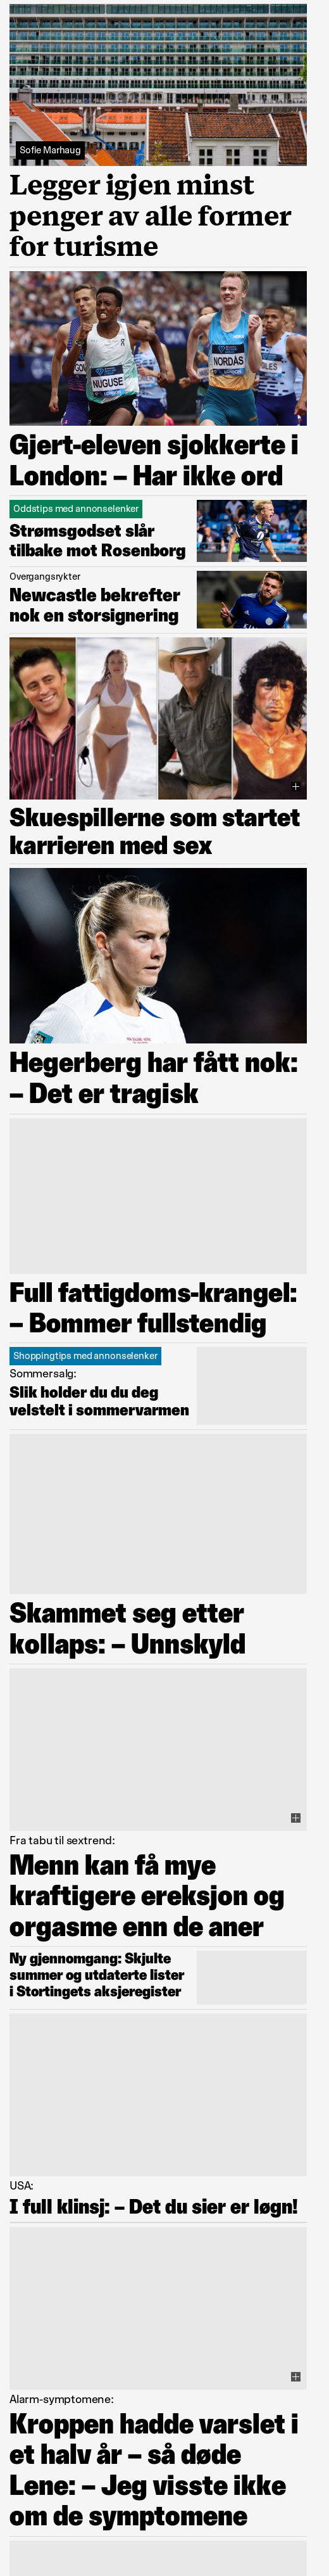 Sofie Marhaug
Legger igjen minst
penger av alle former
for turisme
NUGUSE
NORDÅS
Gjert-eleven sjokkerte i
London: – Har ikke ord
Oddstips med annonselenker
Strømsgodset slår
tilbake mot Rosenborg
Overgangsrykter
Newcastle bekrefter
nok en storsignering
Skuespillerne som startet
karrieren med sex
Hegerberg har fått nok:
– Det er tragisk
Full fattigdoms-krangel:
– Bommer fullstendig
Shoppingtips med annonselenker
Sommersalg:
Slik holder du du deg
velstelt i sommervarmen
Skammet seg etter
kollaps: – Unnskyld
Fra tabu til sextrend:
Menn kan få mye
kraftigere ereksjon og
orgasme enn de aner
Ny gjennomgang: Skjulte
summer og utdaterte lister
i Stortingets aksjeregister
USA:
I full klinsj: – Det du sier er løgn!
Alarm-symptomene:
Kroppen hadde varslet i
et halv år – så døde
Lene: – Jeg visste ikke
om de symptomene